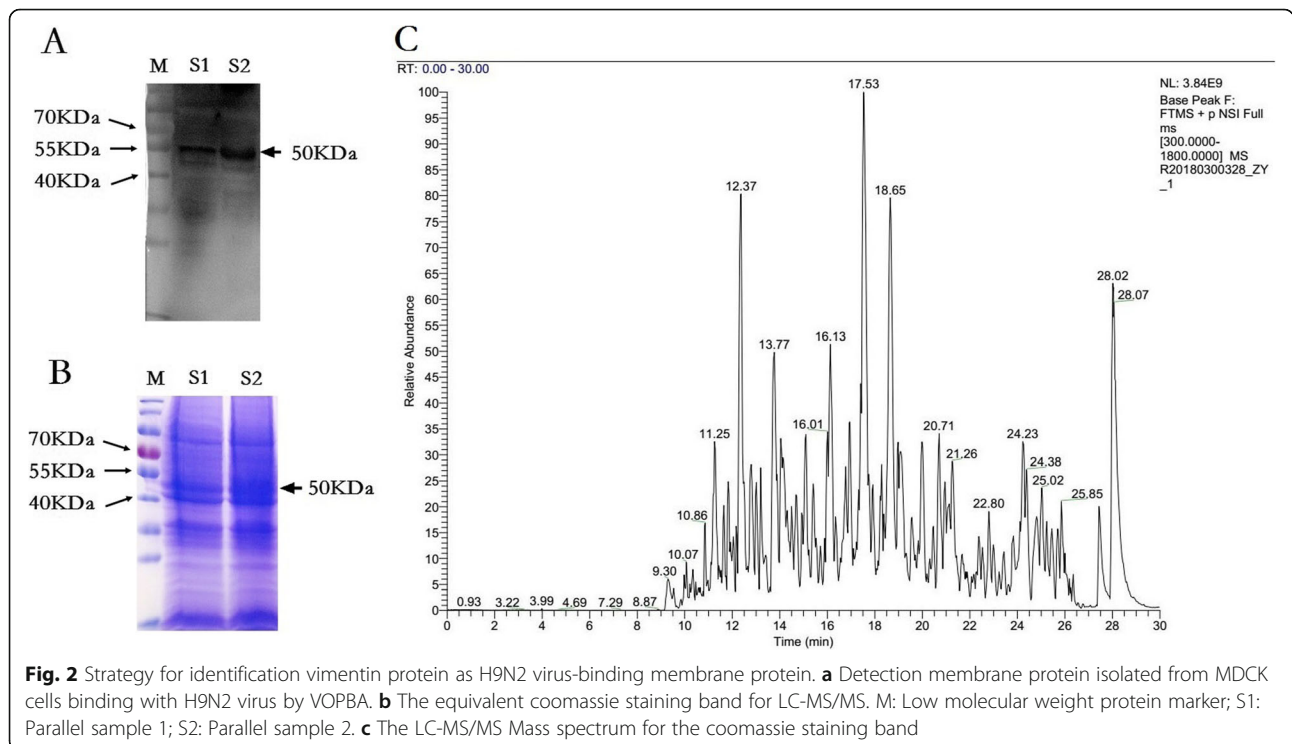 A
M S1 S2
70KDa
55KDa
40KDa
50KDa
B
M S1 S2
70KDa
55KDa
40KDa
50KDa
C
RT: 0.00 - 30.00
NL: 3.84E9
Base Peak F:
FTMS + p NSI Full
ms
[300.0000-
1800.0000] MS
R20180300328_ZY
_1
Relative Abundance
100
95
90
85
80
75
70
65
60
55
50
45
40
35
30
25
20
15
10
5
0
17.53
12.37
18.65
28.02
28.07
16.13
13.77
11.25
16.01
20.71
21.26
24.23
24.38
25.02
25.85
22.80
10.86
10.07
9.30
0.93 3.22 3.99 4.69 7.29 8.87
0 2 4 6 8 10 12 14 16 18 20 22 24 26 28 30
Time (min)
Fig. 2 Strategy for identification vimentin protein as H9N2 virus-binding membrane protein. a Detection membrane protein isolated from MDCK
cells binding with H9N2 virus by VOPBA. b The equivalent coomassie staining band for LC-MS/MS. M: Low molecular weight protein marker; S1:
Parallel sample 1; S2: Parallel sample 2. c The LC-MS/MS Mass spectrum for the coomassie staining band